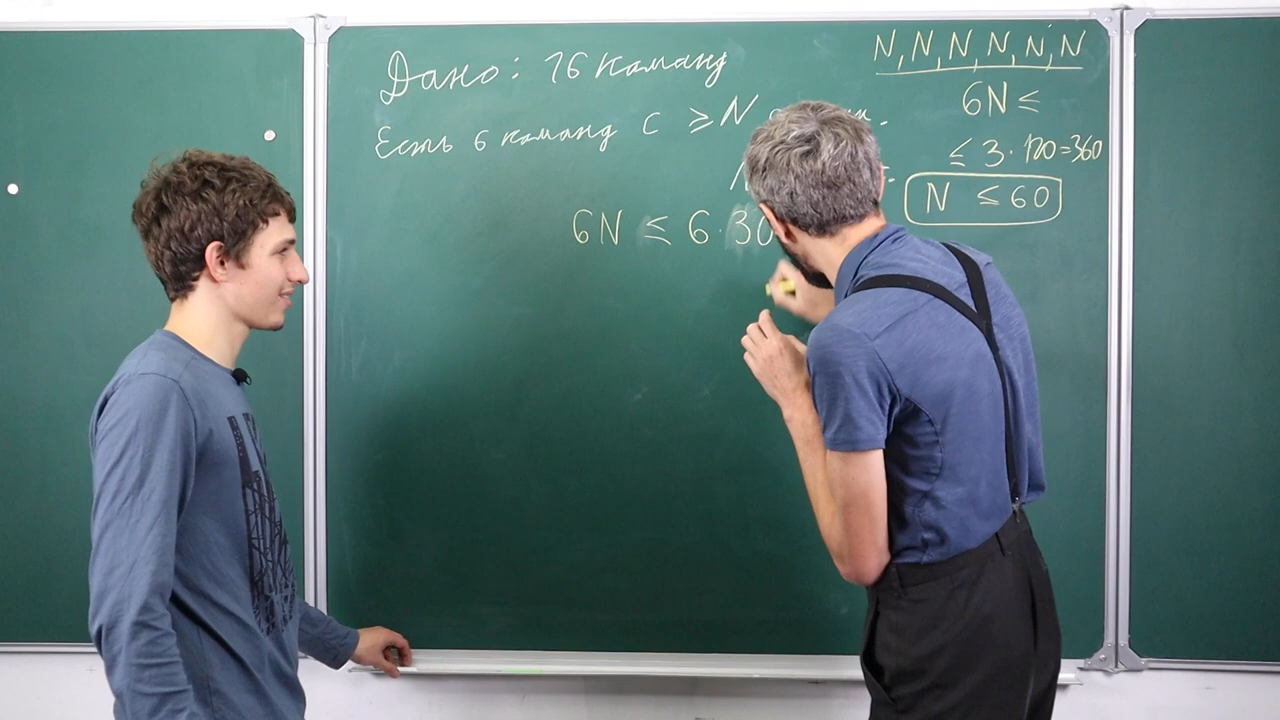 Дано: 16 команд
Есть 6 команд с ≥N
6N ≤ 6·30
N, N, N, N, N, N
6N ≤
≤ 3·120=360
N ≤ 60